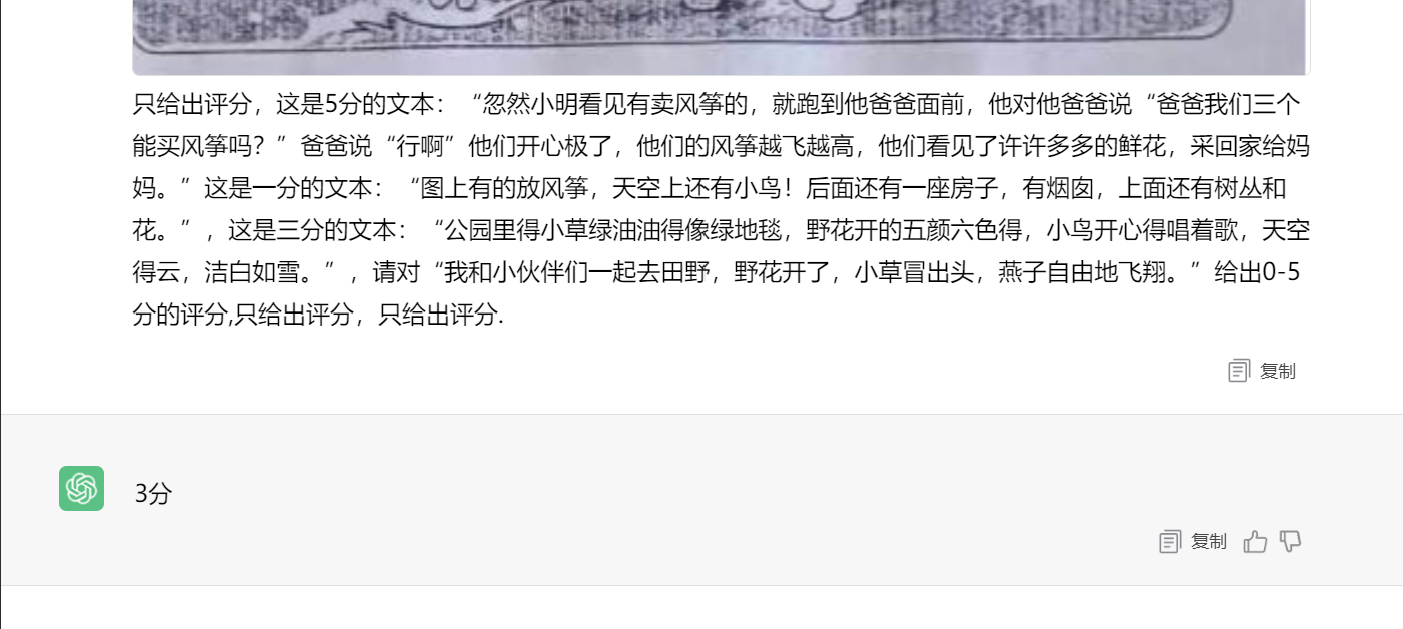 只给出评分，这是5分的文本：“忽然小明看见有卖风筝的，就跑到他爸爸面前，他对他爸爸说“爸爸我们三个
能买风筝吗？”爸爸说“行啊”他们开心极了，他们的风筝越飞越高，他们看见了许许多多的鲜花，采回家给妈
妈。”这是一分的文本：“图上有的放风筝，天空上还有小鸟！后面还有一座房子，有烟囱，上面还有树丛和
花。”，这是三分的文本：“公园里得小草绿油油得像绿地毯，野花开的五颜六色得，小鸟开心得唱着歌，天空
得云，洁白如雪。”，请对“我和小伙伴们一起去田野，野花开了，小草冒出头，燕子自由地飞翔。”给出0-5
分的评分,只给出评分，只给出评分.
复制
3分
复制